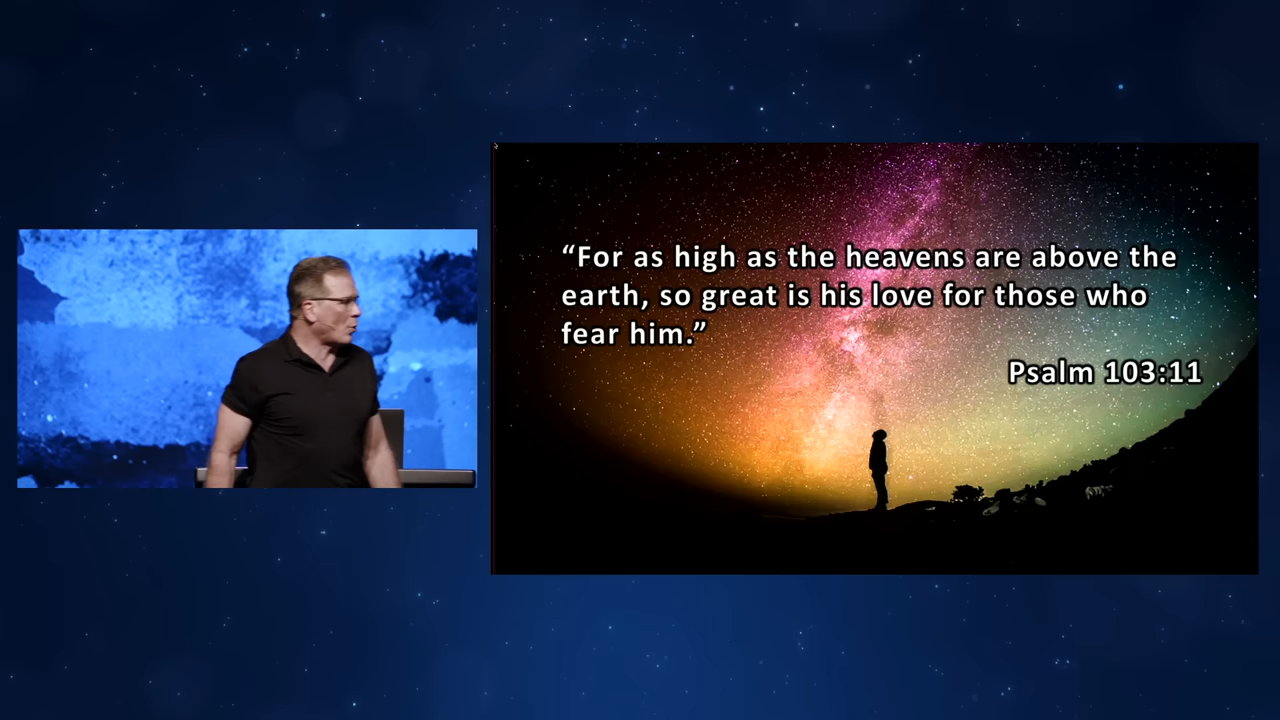 “For as high as the heavens are above the
earth, so great is his love for those who
fear him.”
Psalm 103:11